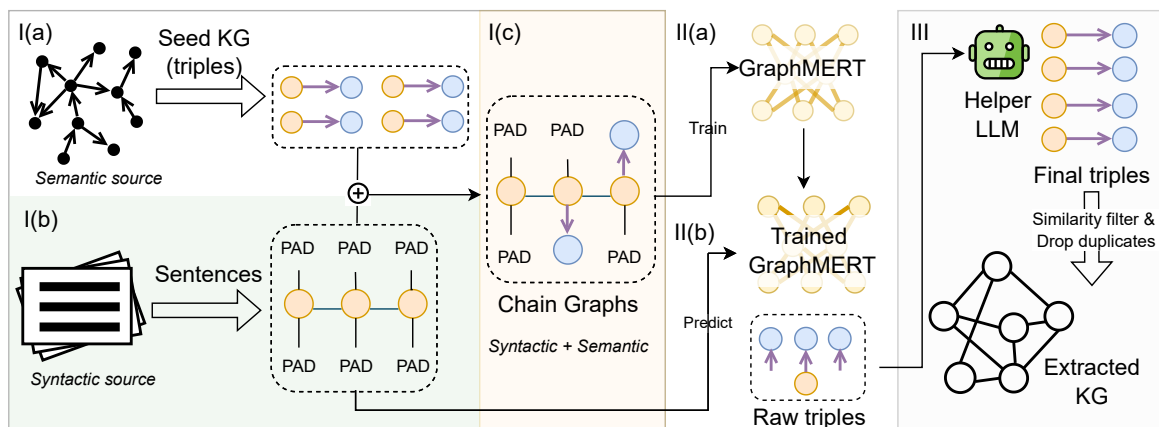 I(a)
Seed KG
(triples)
Semantic source
I(b)
Sentences
Syntactic source
PAD PAD PAD
PAD PAD PAD
I(c)
PAD PAD
PAD PAD
Chain Graphs
Syntactic + Semantic
II(a)
GraphMERT
Train
II(b)
Trained
GraphMERT
Predict
Raw triples
III
Helper
LLM
Final triples
Similarity filter &
Drop duplicates
Extracted
KG